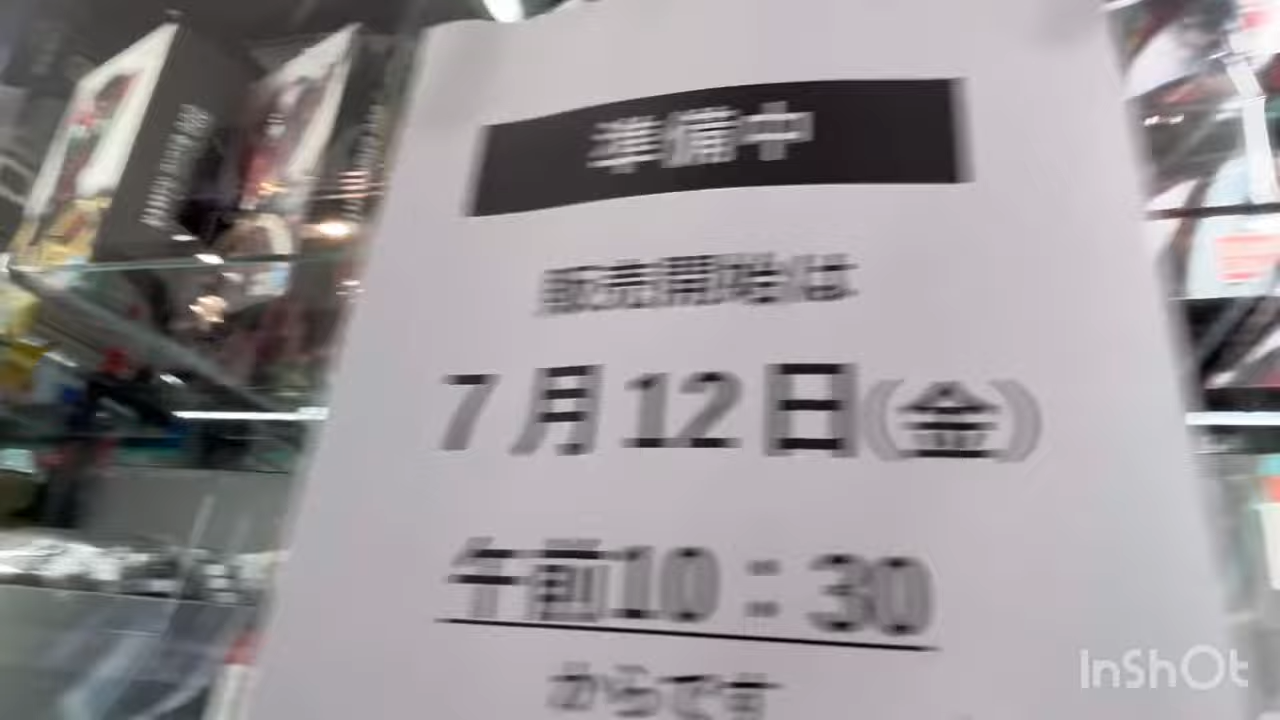 準備中
販売開始は
7月12日(金)
午前10：30
からです
InShOt